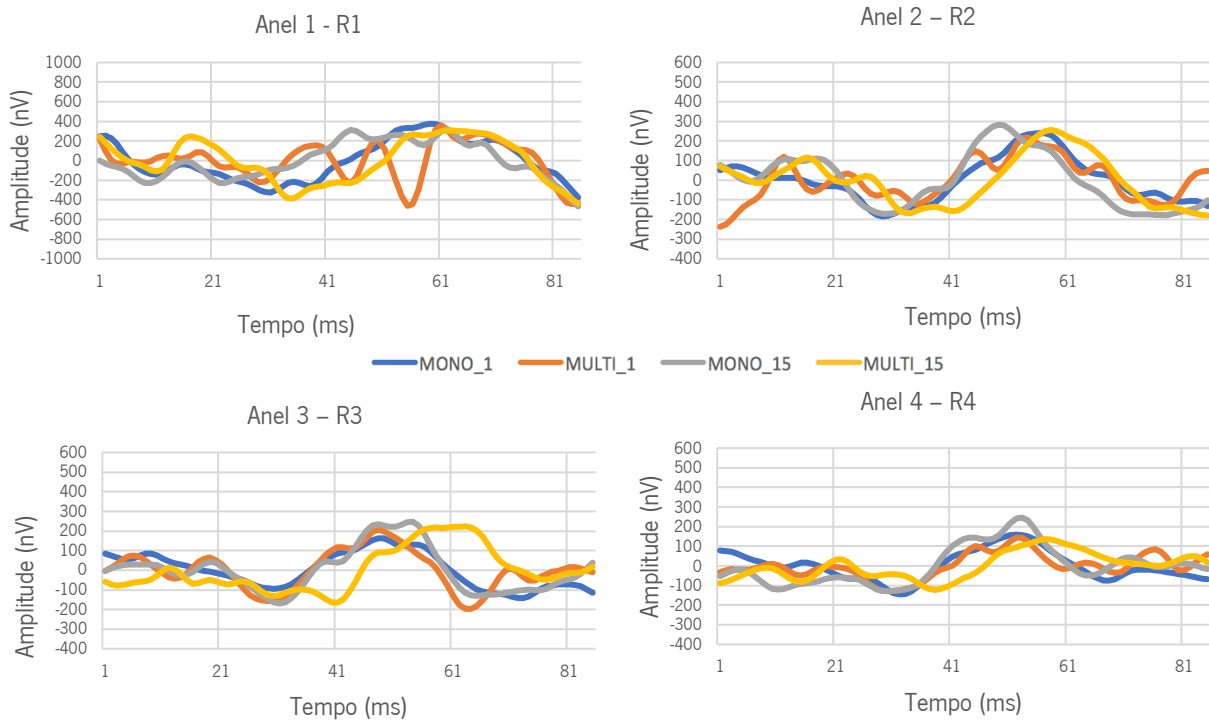 Anel 1 - R1
Amplitude (nV)
1000
800
600
400
200
0
-200
-400
-600
-800
-1000
1 21 41 61 81
Tempo (ms)
Anel 2 – R2
Amplitude (nV)
600
500
400
300
200
100
0
-100
-200
-300
-400
1 21 41 61 81
Tempo (ms)
MONO_1 MULTI_1 MONO_15 MULTI_15
Anel 3 – R3
Amplitude (nV)
600
500
400
300
200
100
0
-100
-200
-300
-400
1 21 41 61 81
Tempo (ms)
Anel 4 – R4
Amplitude (nV)
600
500
400
300
200
100
0
-100
-200
-300
-400
1 21 41 61 81
Tempo (ms)